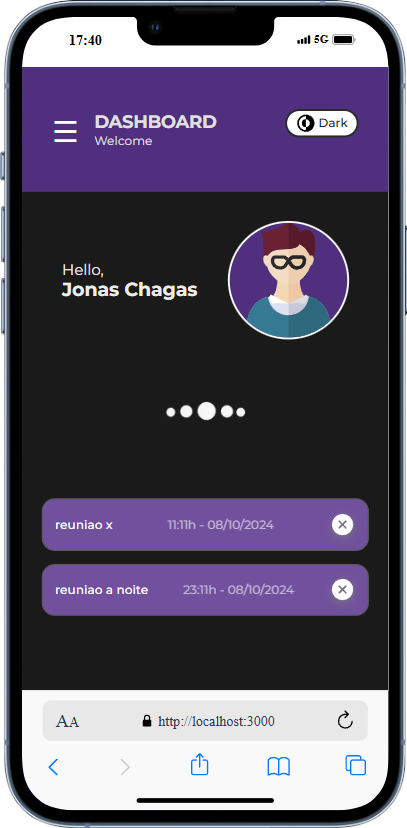 17:40
5G
DASHBOARD
Welcome
Dark
Hello,
Jonas Chagas
reuniao x 11:11h - 08/10/2024
reuniao a noite 23:11h - 08/10/2024
AA http://localhost:3000